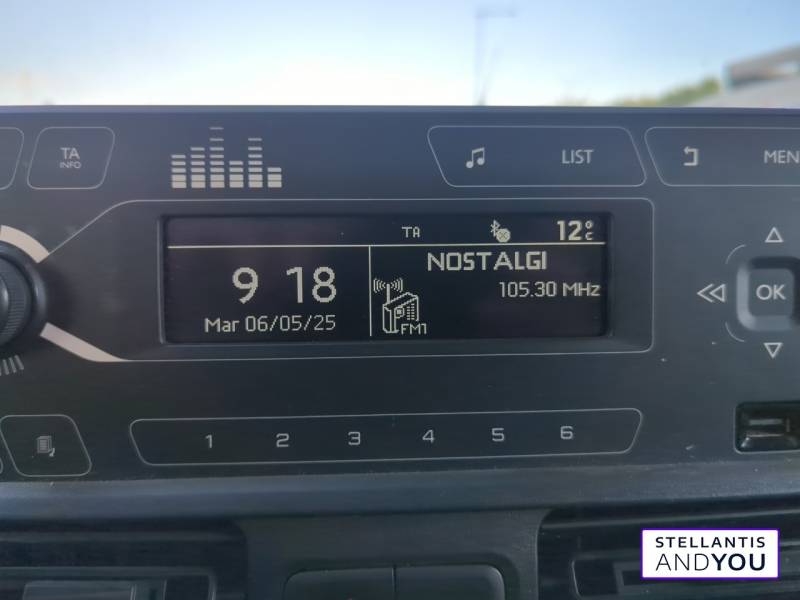 TA
INFO
LIST
MEN
TA
12°C
9 18
NOSTALGI
105.30 MHz
Mar 06/05/25
FM1
OK
1 2 3 4 5 6
STELLANTIS
ANDYOU